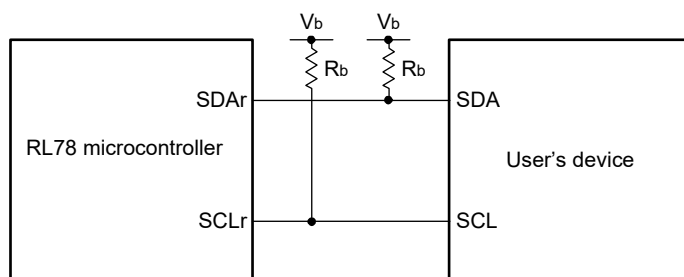 Vb Vb
Rb Rb
SDAr SDA
RL78 microcontroller User’s device
SCLr SCL